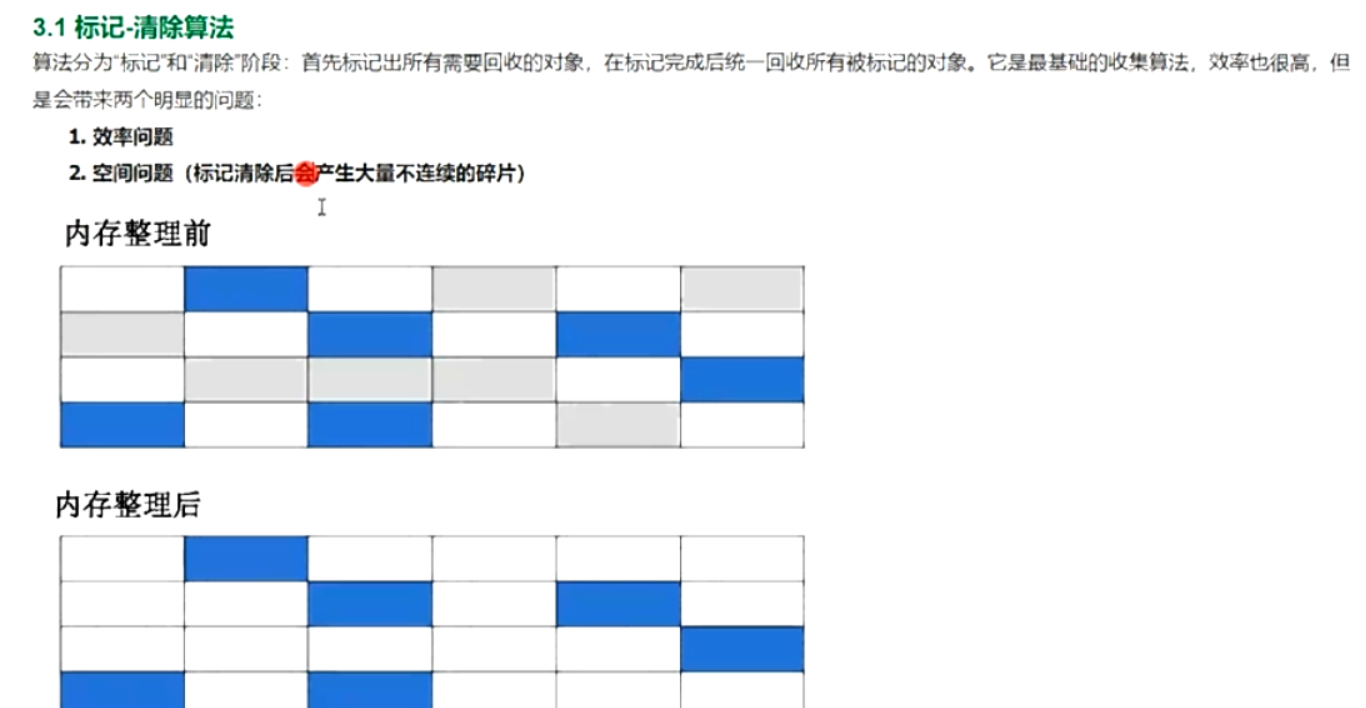 3.1 标记-清除算法
算法分为“标记”和“清除”阶段：首先标记出所有需要回收的对象，在标记完成后统一回收所有被标记的对象。它是最基础的收集算法，效率也很高，但
是会带来两个明显的问题：
1. 效率问题
2. 空间问题（标记清除后会产生大量不连续的碎片）
内存整理前
内存整理后